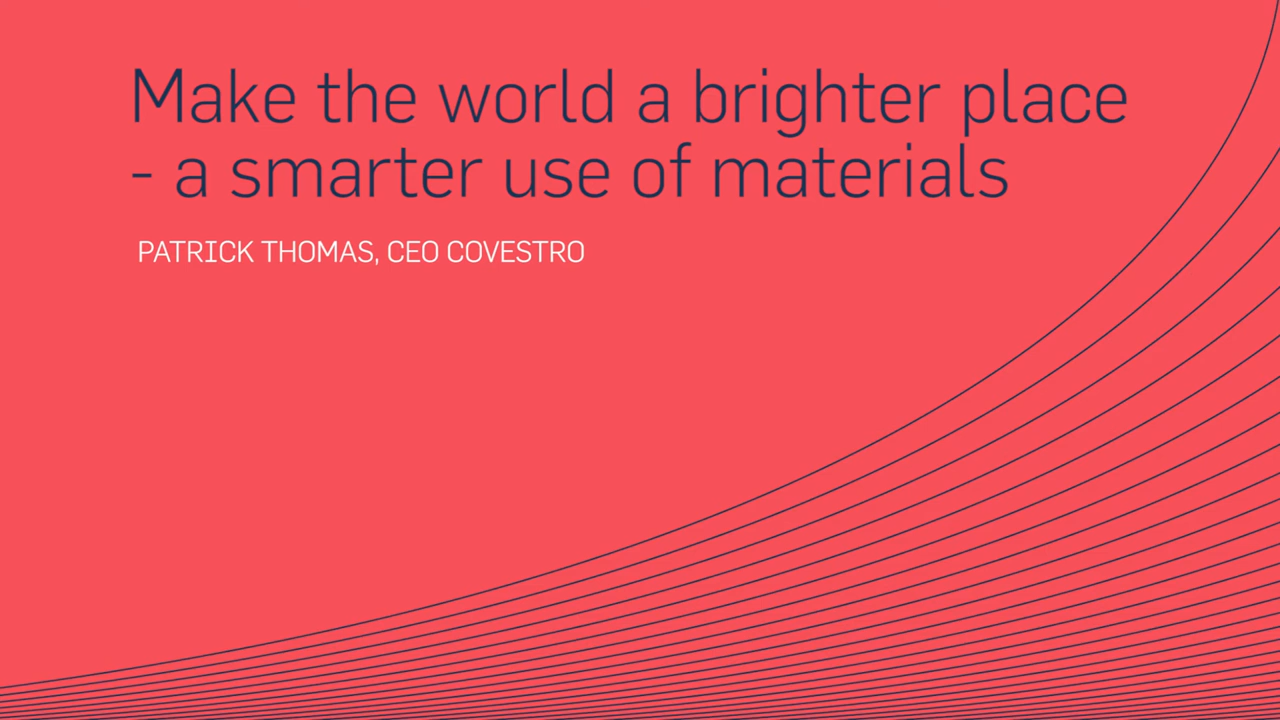 Make the world a brighter place
- a smarter use of materials
PATRICK THOMAS, CEO COVESTRO